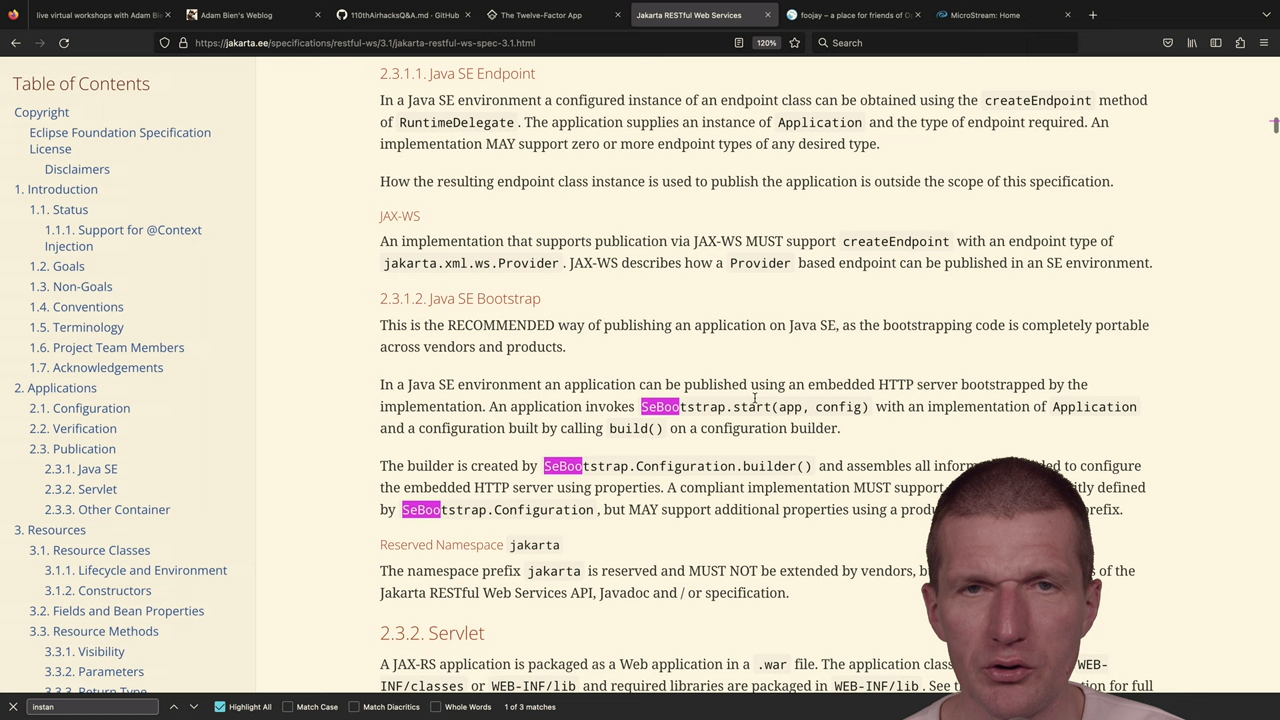 live virtual workshops with Adam Bie
Adam Bien's Weblog
110thAirhacksQ&A.md · GitHub
The Twelve-Factor App
Jakarta RESTful Web Services
foojay – a place for friends of O
MicroStream: Home
https://jakarta.ee/specifications/restful-ws/3.1/jakarta-restful-ws-spec-3.1.html
120%
Search
Table of Contents
Copyright
Eclipse Foundation Specification
License
Disclaimers
1. Introduction
1.1. Status
1.1.1. Support for @Context
Injection
1.2. Goals
1.3. Non-Goals
1.4. Conventions
1.5. Terminology
1.6. Project Team Members
1.7. Acknowledgements
2. Applications
2.1. Configuration
2.2. Verification
2.3. Publication
2.3.1. Java SE
2.3.2. Servlet
2.3.3. Other Container
3. Resources
3.1. Resource Classes
3.1.1. Lifecycle and Environment
3.1.2. Constructors
3.2. Fields and Bean Properties
3.3. Resource Methods
3.3.1. Visibility
3.3.2. Parameters
3.3.3. Return Type
2.3.1.1. Java SE Endpoint
In a Java SE environment a configured instance of an endpoint class can be obtained using the createEndpoint method
of RuntimeDelegate. The application supplies an instance of Application and the type of endpoint required. An
implementation MAY support zero or more endpoint types of any desired type.
How the resulting endpoint class instance is used to publish the application is outside the scope of this specification.
JAX-WS
An implementation that supports publication via JAX-WS MUST support createEndpoint with an endpoint type of
jakarta.xml.ws.Provider. JAX-WS describes how a Provider based endpoint can be published in an SE environment.
2.3.1.2. Java SE Bootstrap
This is the RECOMMENDED way of publishing an application on Java SE, as the bootstrapping code is completely portable
across vendors and products.
In a Java SE environment an application can be published using an embedded HTTP server bootstrapped by the
implementation. An application invokes SeBootstrap.start(app, config) with an implementation of Application
and a configuration built by calling build() on a configuration builder.
The builder is created by SeBootstrap.Configuration.builder() and assembles all inform ed to configure
the embedded HTTP server using properties. A compliant implementation MUST support itly defined
by SeBootstrap.Configuration, but MAY support additional properties using a produ refix.
Reserved Namespace jakarta
The namespace prefix jakarta is reserved and MUST NOT be extended by vendors, b s of the
Jakarta RESTful Web Services API, Javadoc and / or specification.
2.3.2. Servlet
A JAX-RS application is packaged as a Web application in a .war file. The application class WEB-
INF/classes or WEB-INF/lib and required libraries are packaged in WEB-INF/lib. See th ation for full
instan
Highlight All
Match Case
Match Diacritics
Whole Words
1 of 3 matches